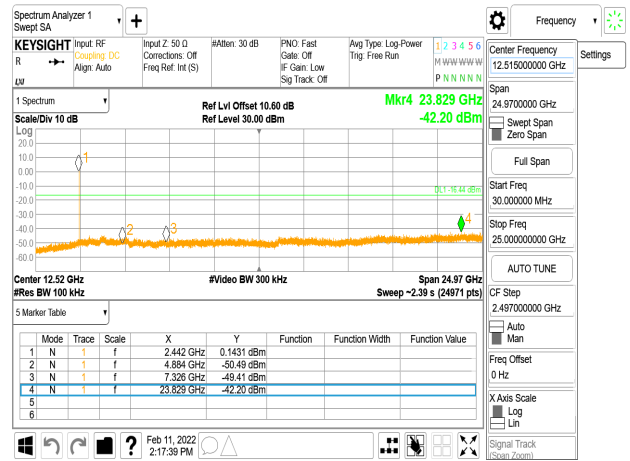 Spectrum Analyzer 1
Swept SA
Frequency
KEYSIGHT
R
Input: RF
Coupling: DC
Align: Auto
Input Z: 50 Ω
Corrections: Off
Freq Ref: Int (S)
#Atten: 30 dB
PNO: Fast
Gate: Off
IF Gain: Low
Sig Track: Off
Avg Type: Log-Power
Trig: Free Run
1 2 3 4 5 6
M W W W W W
P N N N N N
1 Spectrum
Scale/Div 10 dB
Ref Lvl Offset 10.60 dB
Ref Level 30.00 dBm
Mkr4 23.829 GHz
-42.20 dBm
Log
20.0
10.0
0.00
-10.0
-20.0
-30.0
-40.0
-50.0
-60.0
1
2
3
4
DL1 -16.44 dBm
Center 12.52 GHz
#Res BW 100 kHz
#Video BW 300 kHz
Span 24.97 GHz
Sweep ~2.39 s (24971 pts)
5 Marker Table
Mode Trace Scale X Y Function Function Width Function Value
1 N 1 f 2.442 GHz 0.1431 dBm
2 N 1 f 4.884 GHz -50.49 dBm
3 N 1 f 7.326 GHz -49.41 dBm
4 N 1 f 23.829 GHz -42.20 dBm
5
6
?
Feb 11, 2022
2:17:39 PM
Center Frequency
12.515000000 GHz
Settings
Span
24.9700000 GHz
Swept Span
Zero Span
Full Span
Start Freq
30.000000 MHz
Stop Freq
25.000000000 GHz
AUTO TUNE
CF Step
2.497000000 GHz
Auto
Man
Freq Offset
0 Hz
X Axis Scale
Log
Lin
Signal Track
(Span Zoom)